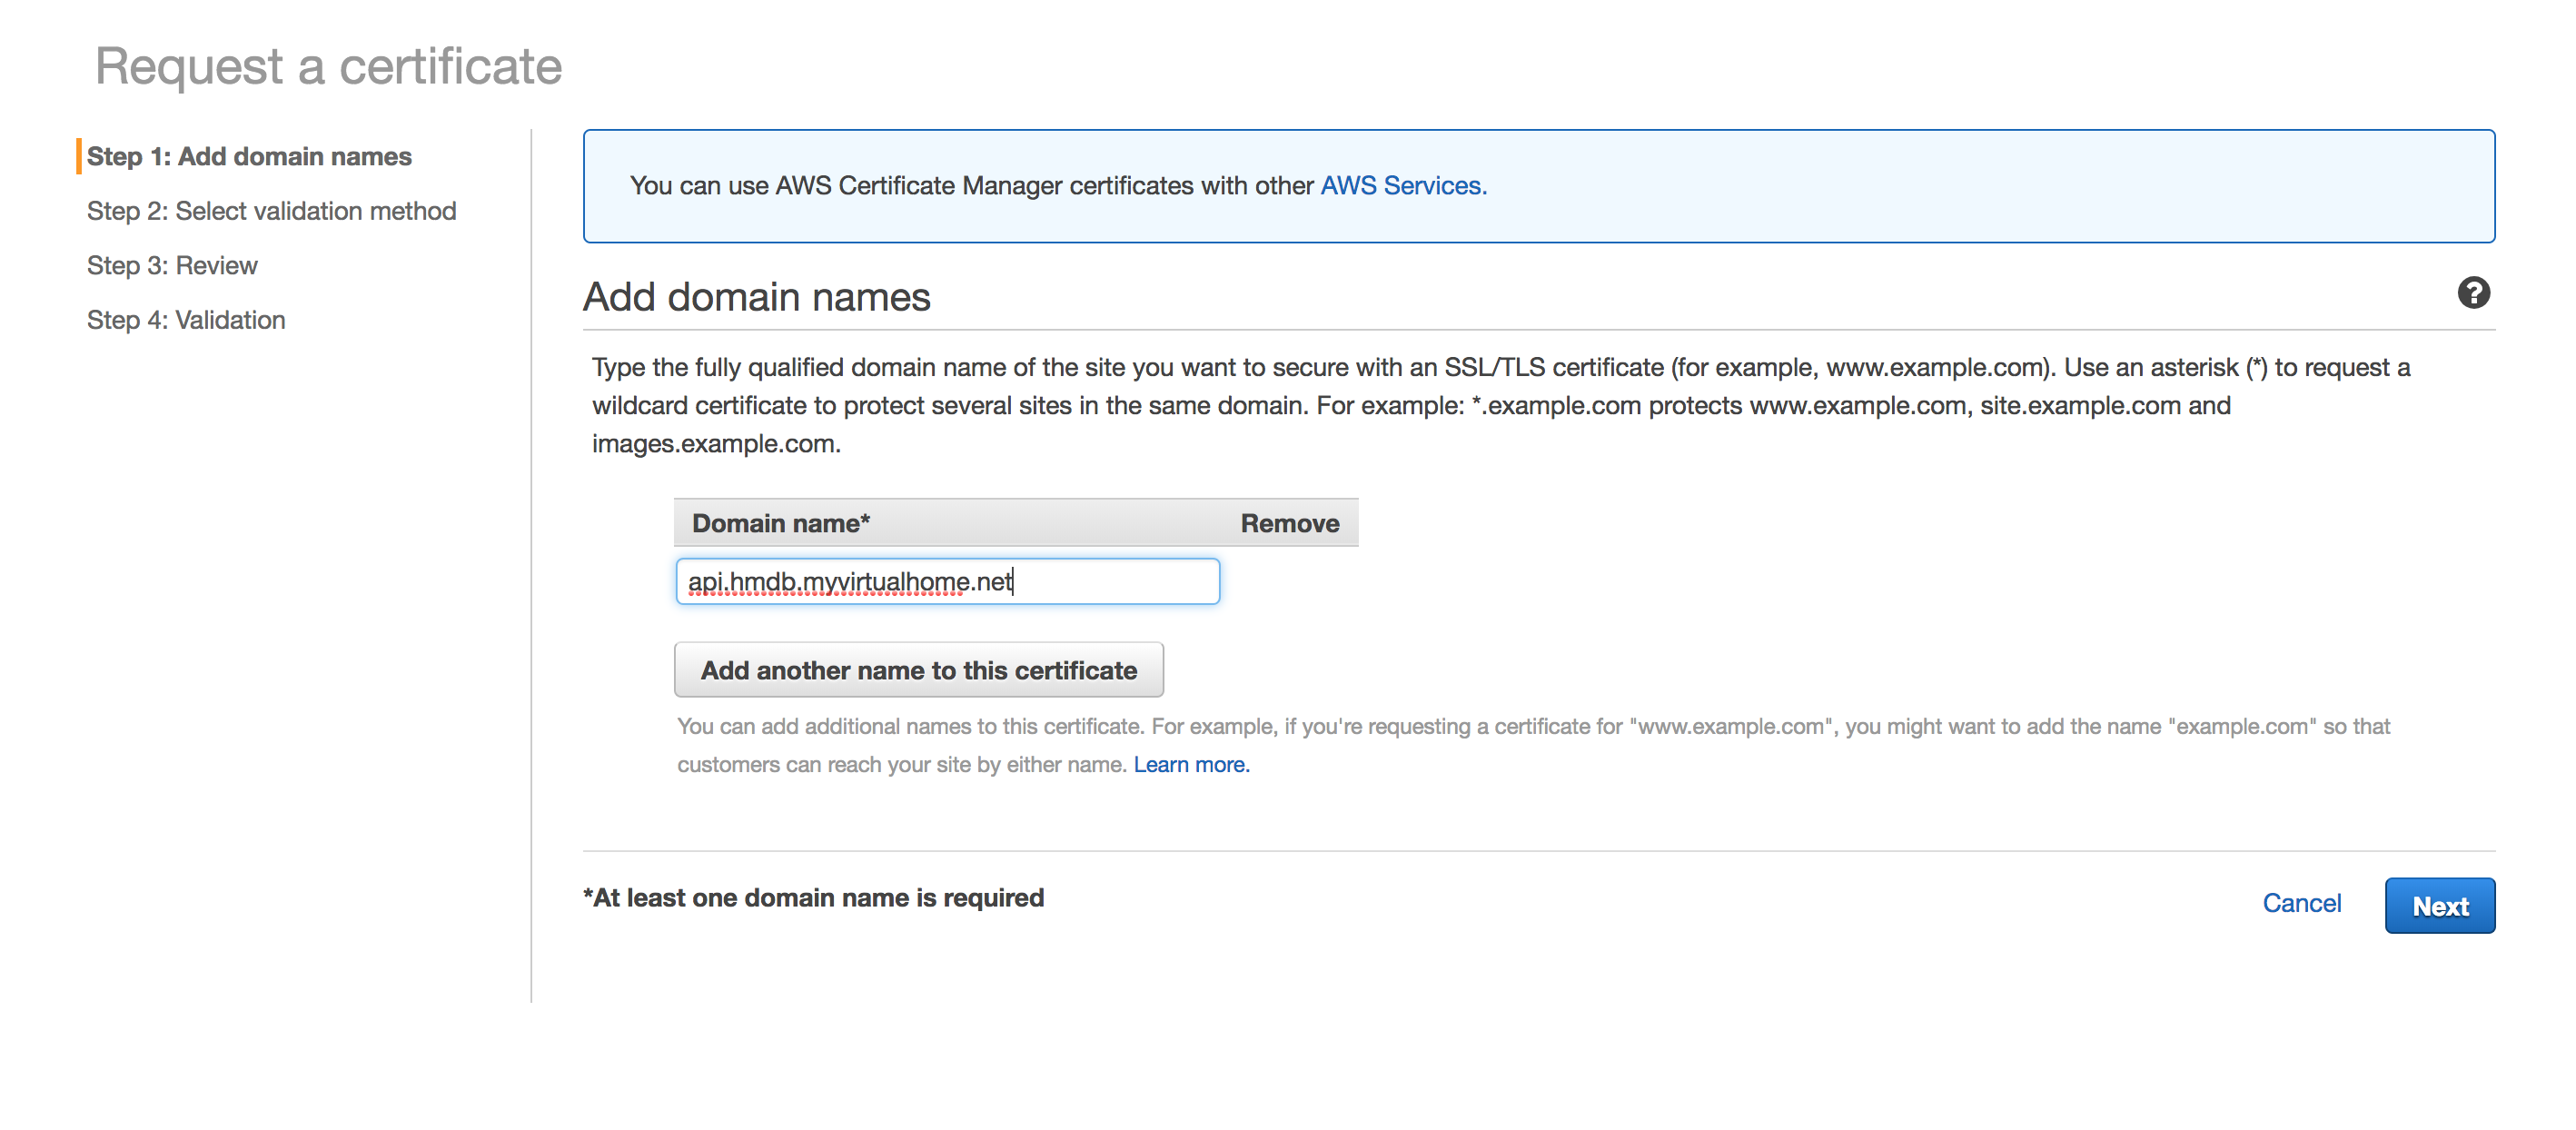 Request a certificate
Step 1: Add domain names
Step 2: Select validation method
Step 3: Review
Step 4: Validation
You can use AWS Certificate Manager certificates with other AWS Services.
Add domain names
?
Type the fully qualified domain name of the site you want to secure with an SSL/TLS certificate (for example, www.example.com). Use an asterisk (*) to request a
wildcard certificate to protect several sites in the same domain. For example: *.example.com protects www.example.com, site.example.com and
images.example.com.
Domain name* Remove
api.hmdb.myvirtualhome.net
Add another name to this certificate
You can add additional names to this certificate. For example, if you're requesting a certificate for "www.example.com", you might want to add the name "example.com" so that
customers can reach your site by either name. Learn more.
*At least one domain name is required
Cancel Next